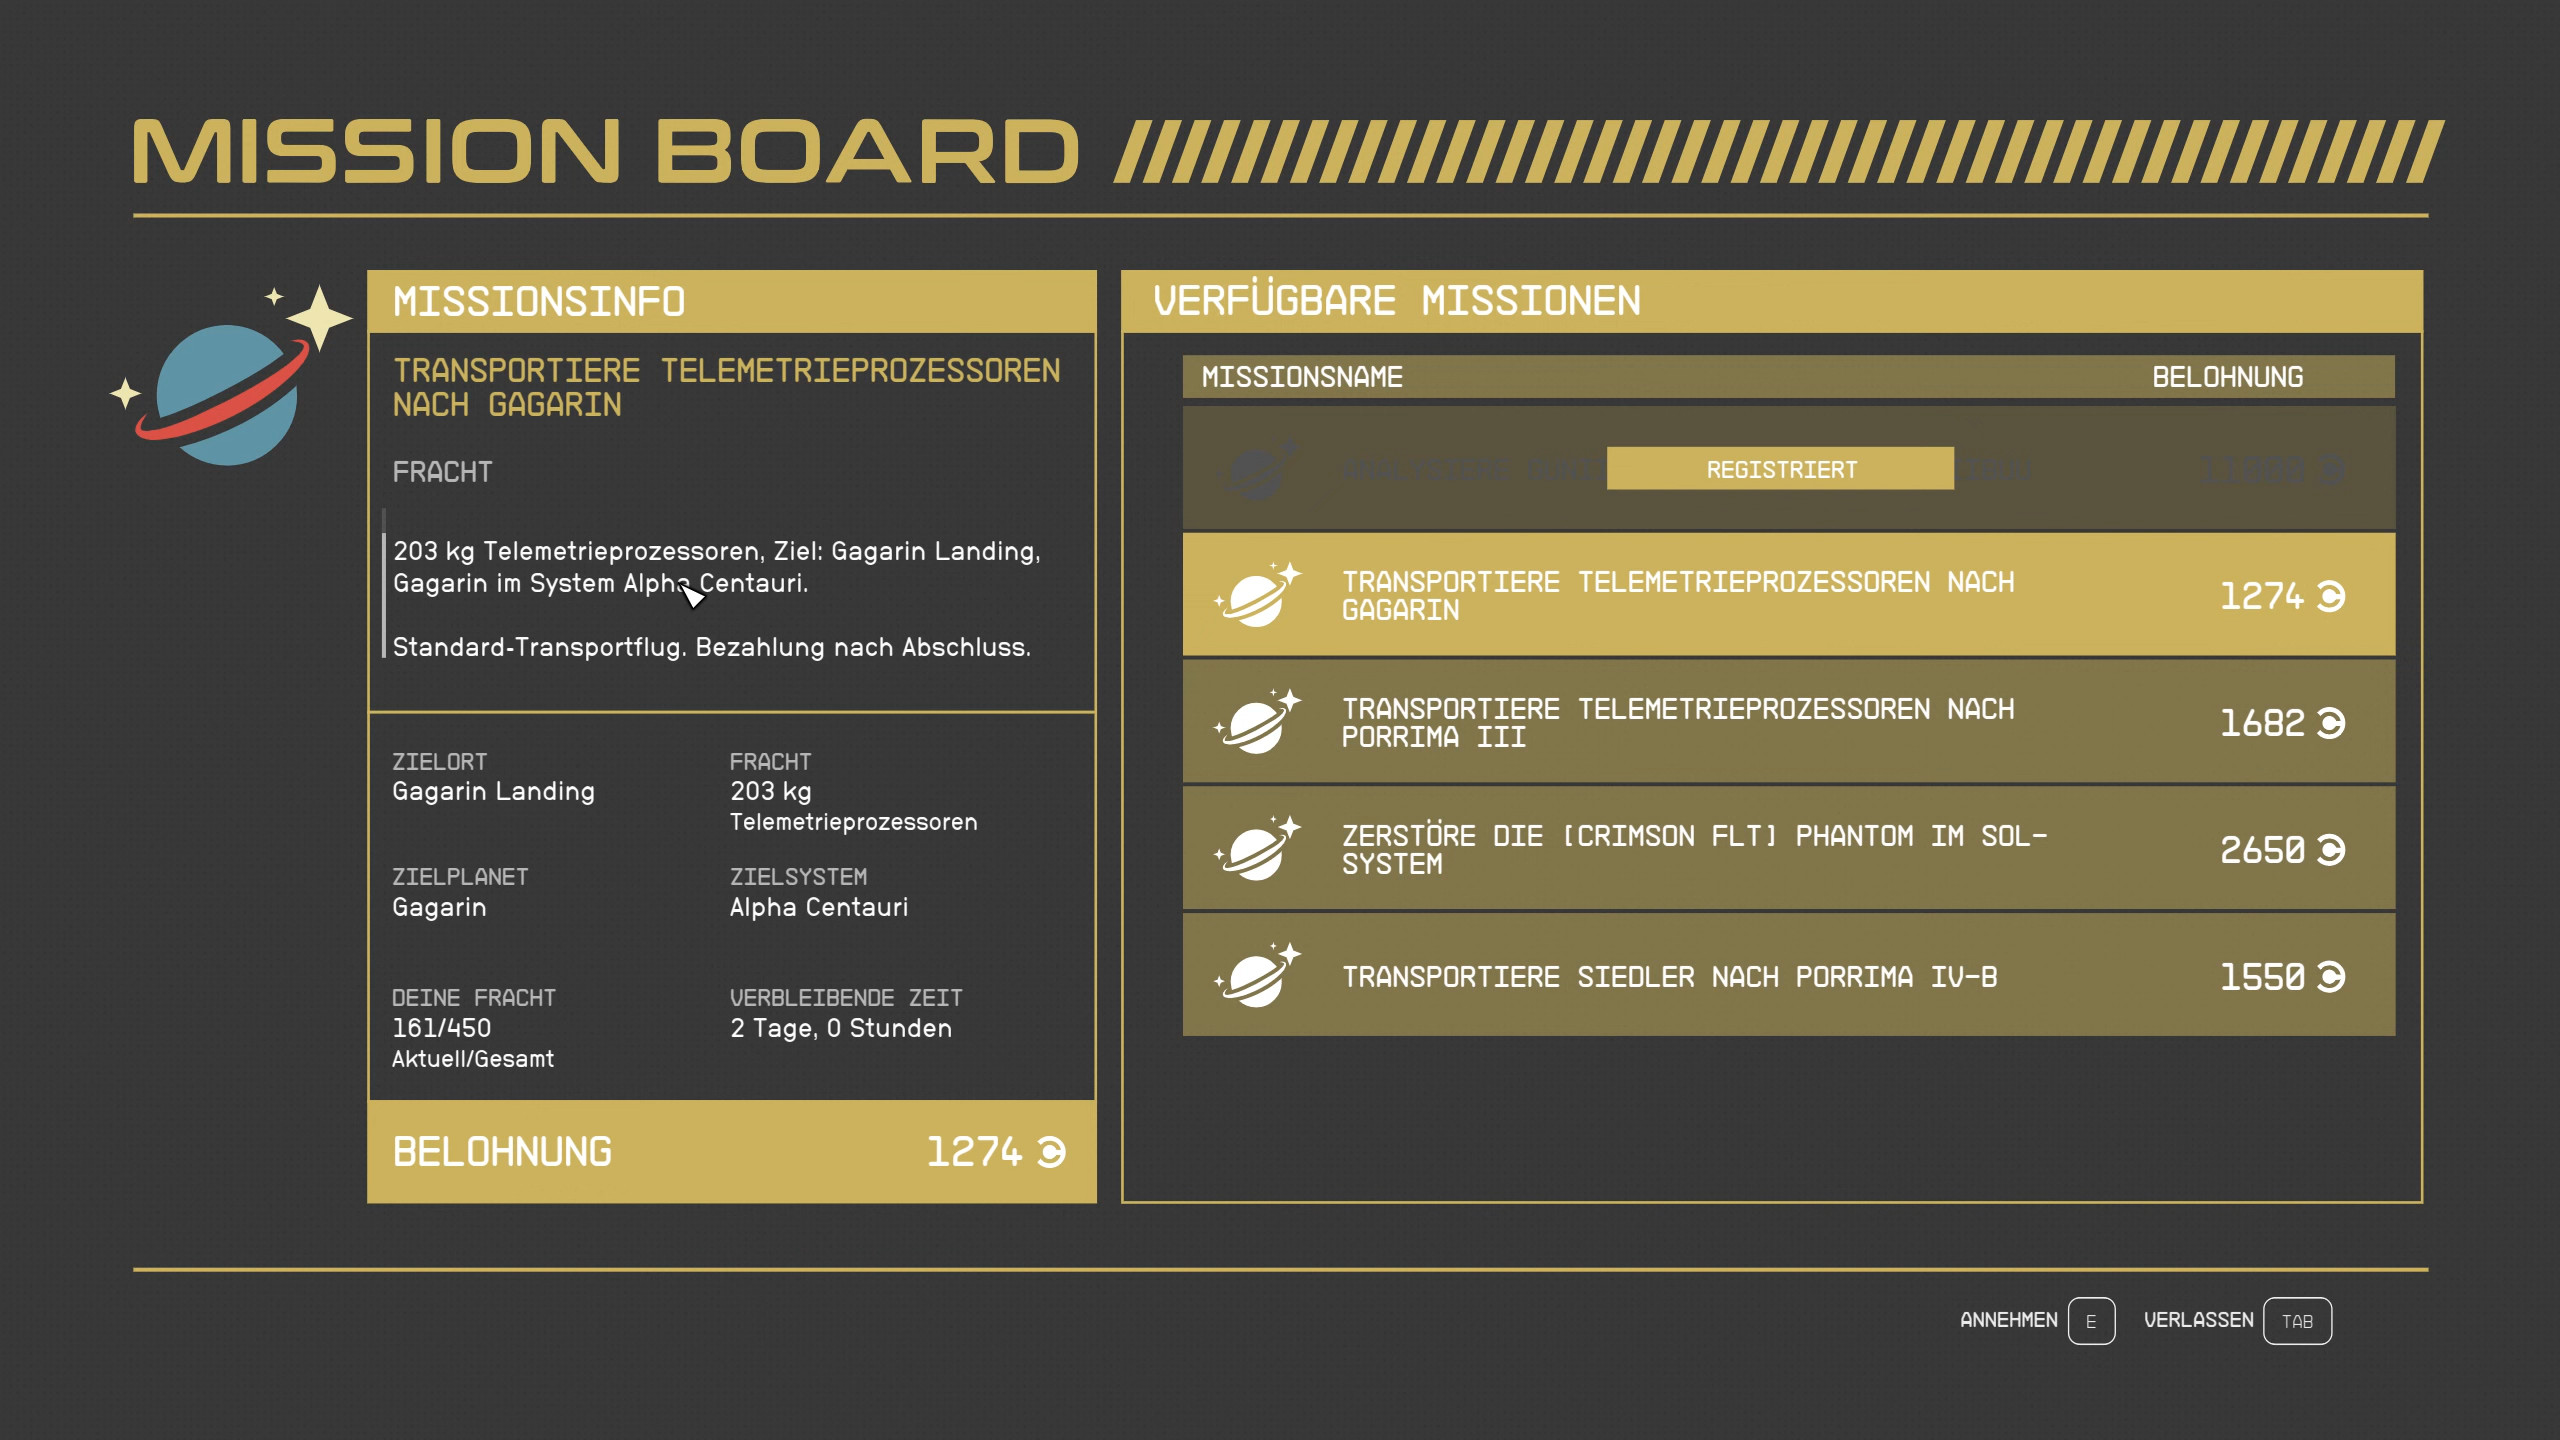 MISSION BOARD
MISSIONSINFO
TRANSPORTIERE TELEMETRIEPROZESSOREN
NACH GAGARIN
FRACHT
203 kg Telemetrieprozessoren, Ziel: Gagarin Landing,
Gagarin im System Alpha Centauri.
Standard-Transportflug. Bezahlung nach Abschluss.
ZIELORT
Gagarin Landing
FRACHT
203 kg
Telemetrieprozessoren
ZIELPLANET
Gagarin
ZIELSYSTEM
Alpha Centauri
DEINE FRACHT
161/450
Aktuell/Gesamt
VERBLEIBENDE ZEIT
2 Tage, 0 Stunden
BELOHNUNG 1274
VERFÜGBARE MISSIONEN
MISSIONSNAME BELOHNUNG
REGISTRIERT
TRANSPORTIERE TELEMETRIEPROZESSOREN NACH
GAGARIN
1274
TRANSPORTIERE TELEMETRIEPROZESSOREN NACH
PORRIMA III
1682
ZERSTÖRE DIE [CRIMSON FLT] PHANTOM IM SOL-
SYSTEM
2650
TRANSPORTIERE SIEDLER NACH PORRIMA IV-B
1550
ANNEHMEN E VERLASSEN TAB